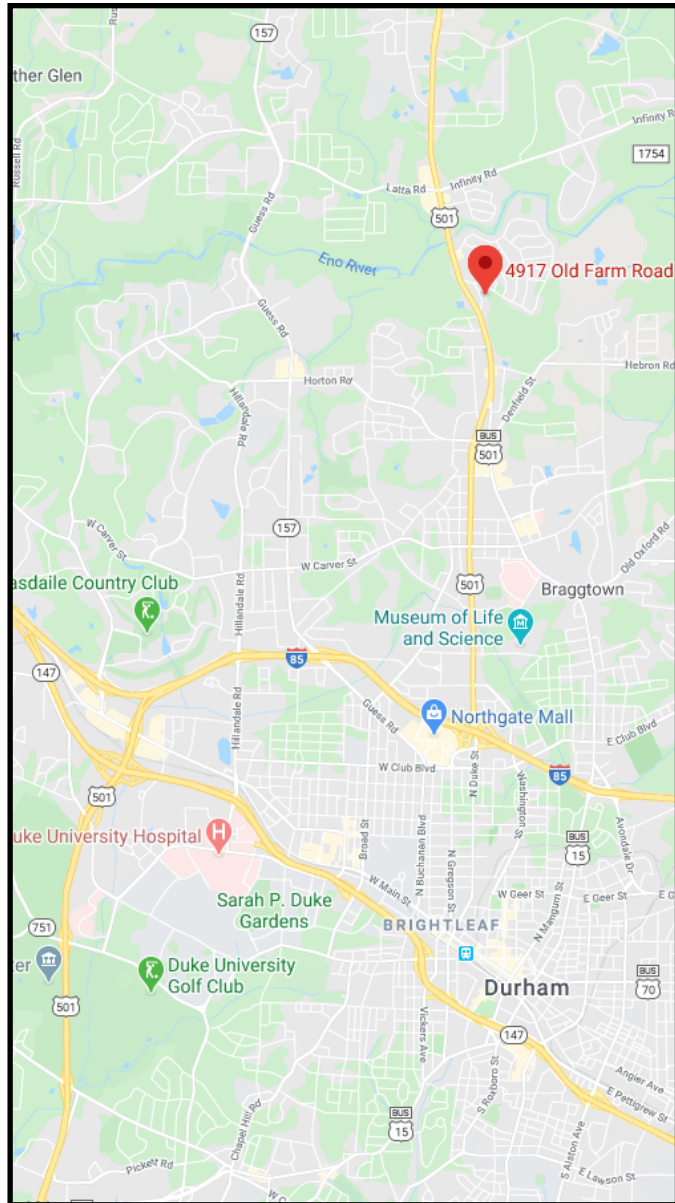 157
ther Glen
Russell Rd
Rus
Infinity R
1754
Infinity Rd
Latta Rd
501
Guess Rd
Eno River
4917 Old Farm Road
Guess Rd
Horton Rd
Hebron Rd
Hillandale Rd
Denfield St
BUS
501
W Carver St
157
Old Oxford Rd
W Carver St
501
asdaile Country Club
Hillandale Rd
Braggtown
Museum of Life
and Science
85
147
Guess Rd
Northgate Mall
Hillandale Rd
E Club Blvd
N Duke St
W Club Blvd
85
Washington St
501
Broad St
N Buchanan Blvd
Avondale Dr
BUS
15
uke University Hospital
N Gregson St
W Main St
W Geer St
E Geer St
E G
Sarah P. Duke
Gardens
N Mangum St
BRIGHTLEAF
751
ter
Duke University
Golf Club
BUS
70
Durham
501
Vickers Ave
147
Angier Ave
S Roxboro St
E Pettigrew St
Chapel Hill Rd
BUS
15
S Alston Ave
Pickett Rd
E Lawson St
W C
BUS